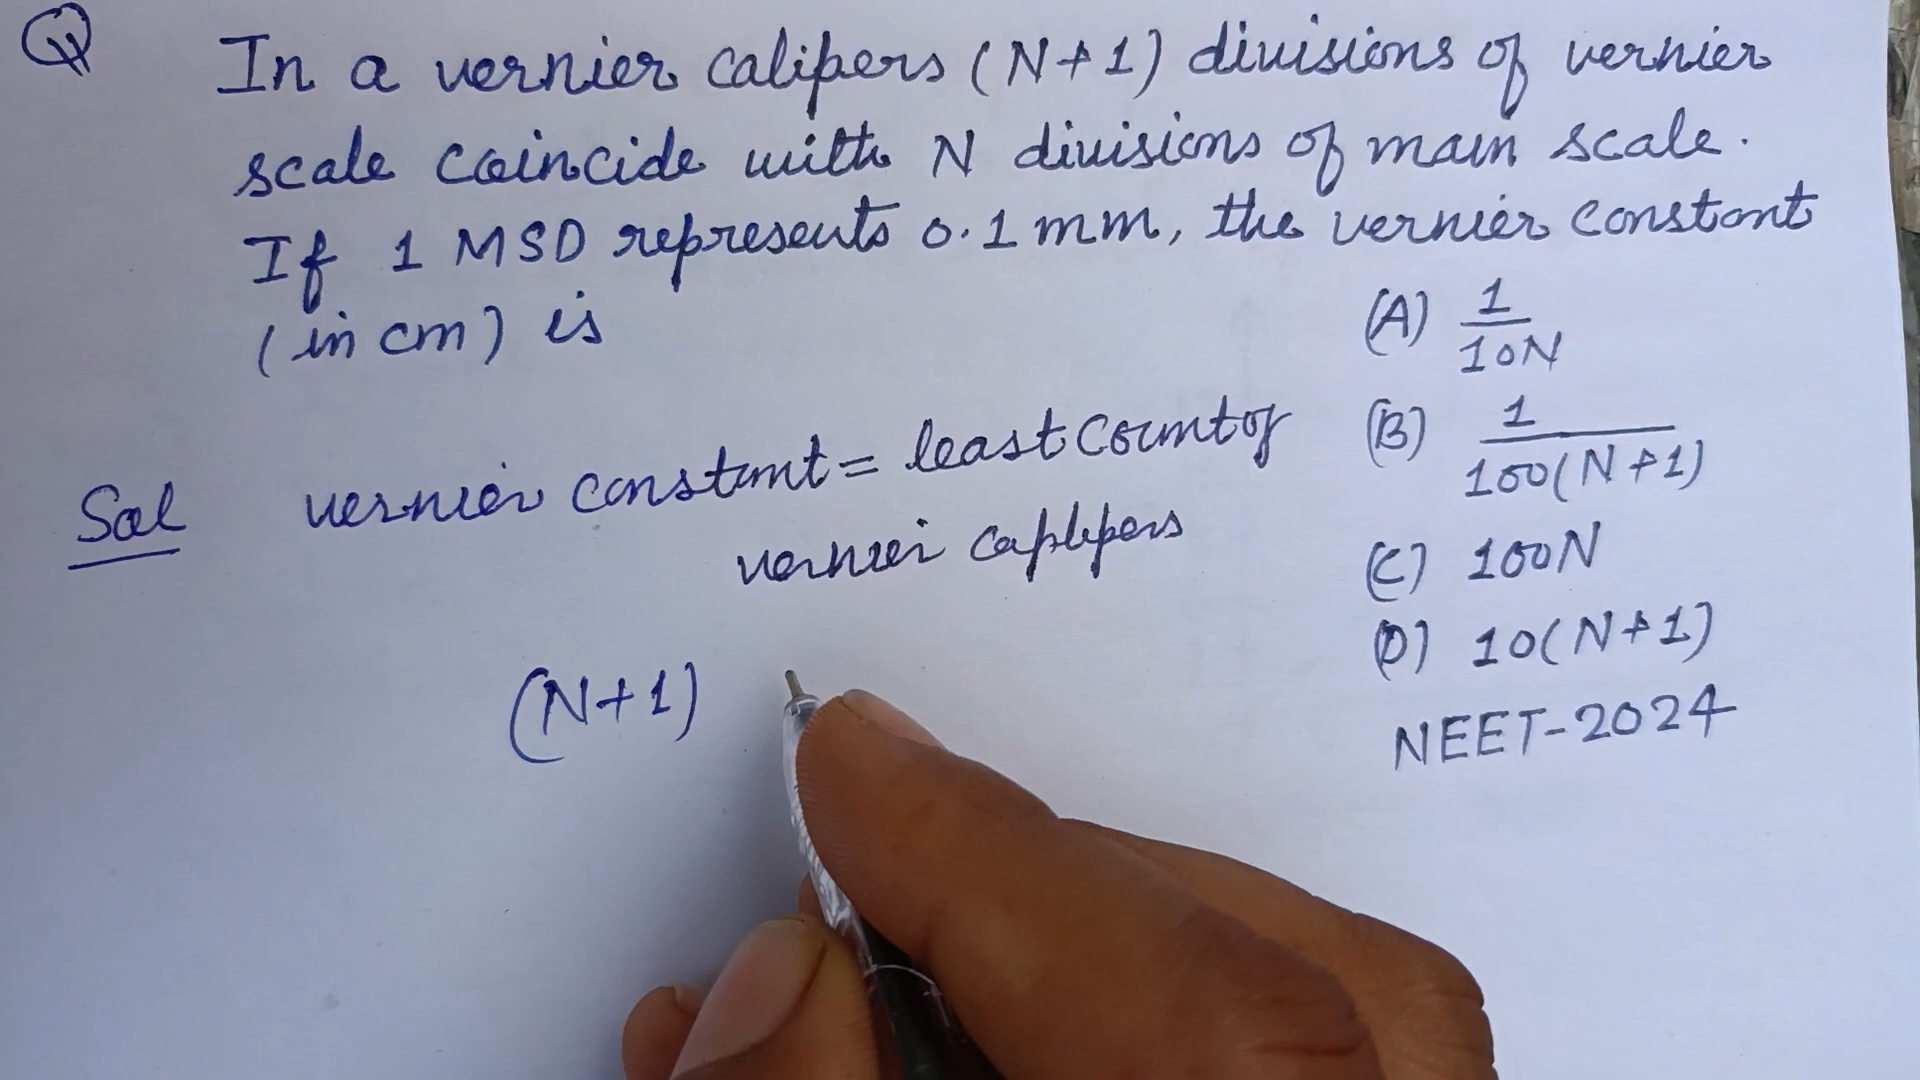 Q
In a vernier calipers (N+1) divisions of vernier
scale coincide with N divisions of main scale.
If 1 MSD represents 0.1 mm, the vernier constant
(in cm) is
(A) 1/10N
(B) 1/100(N+1)
(C) 100N
(D) 10(N+1)
NEET-2024
Sol vernier constant = least count of
vernier caplipers
(N+1)